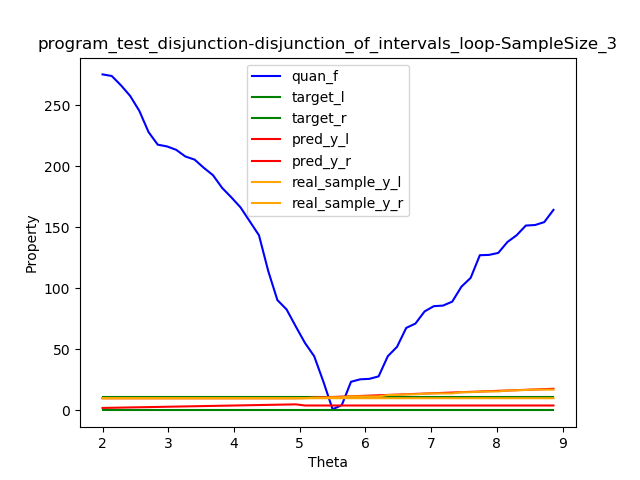 program_test_disjunction-disjunction_of_intervals_loop-SampleSize_3
quan_f
target_l
target_r
pred_y_l
pred_y_r
real_sample_y_l
real_sample_y_r
Property
250
200
150
100
50
0
2 3 4 5 6 7 8 9
Theta